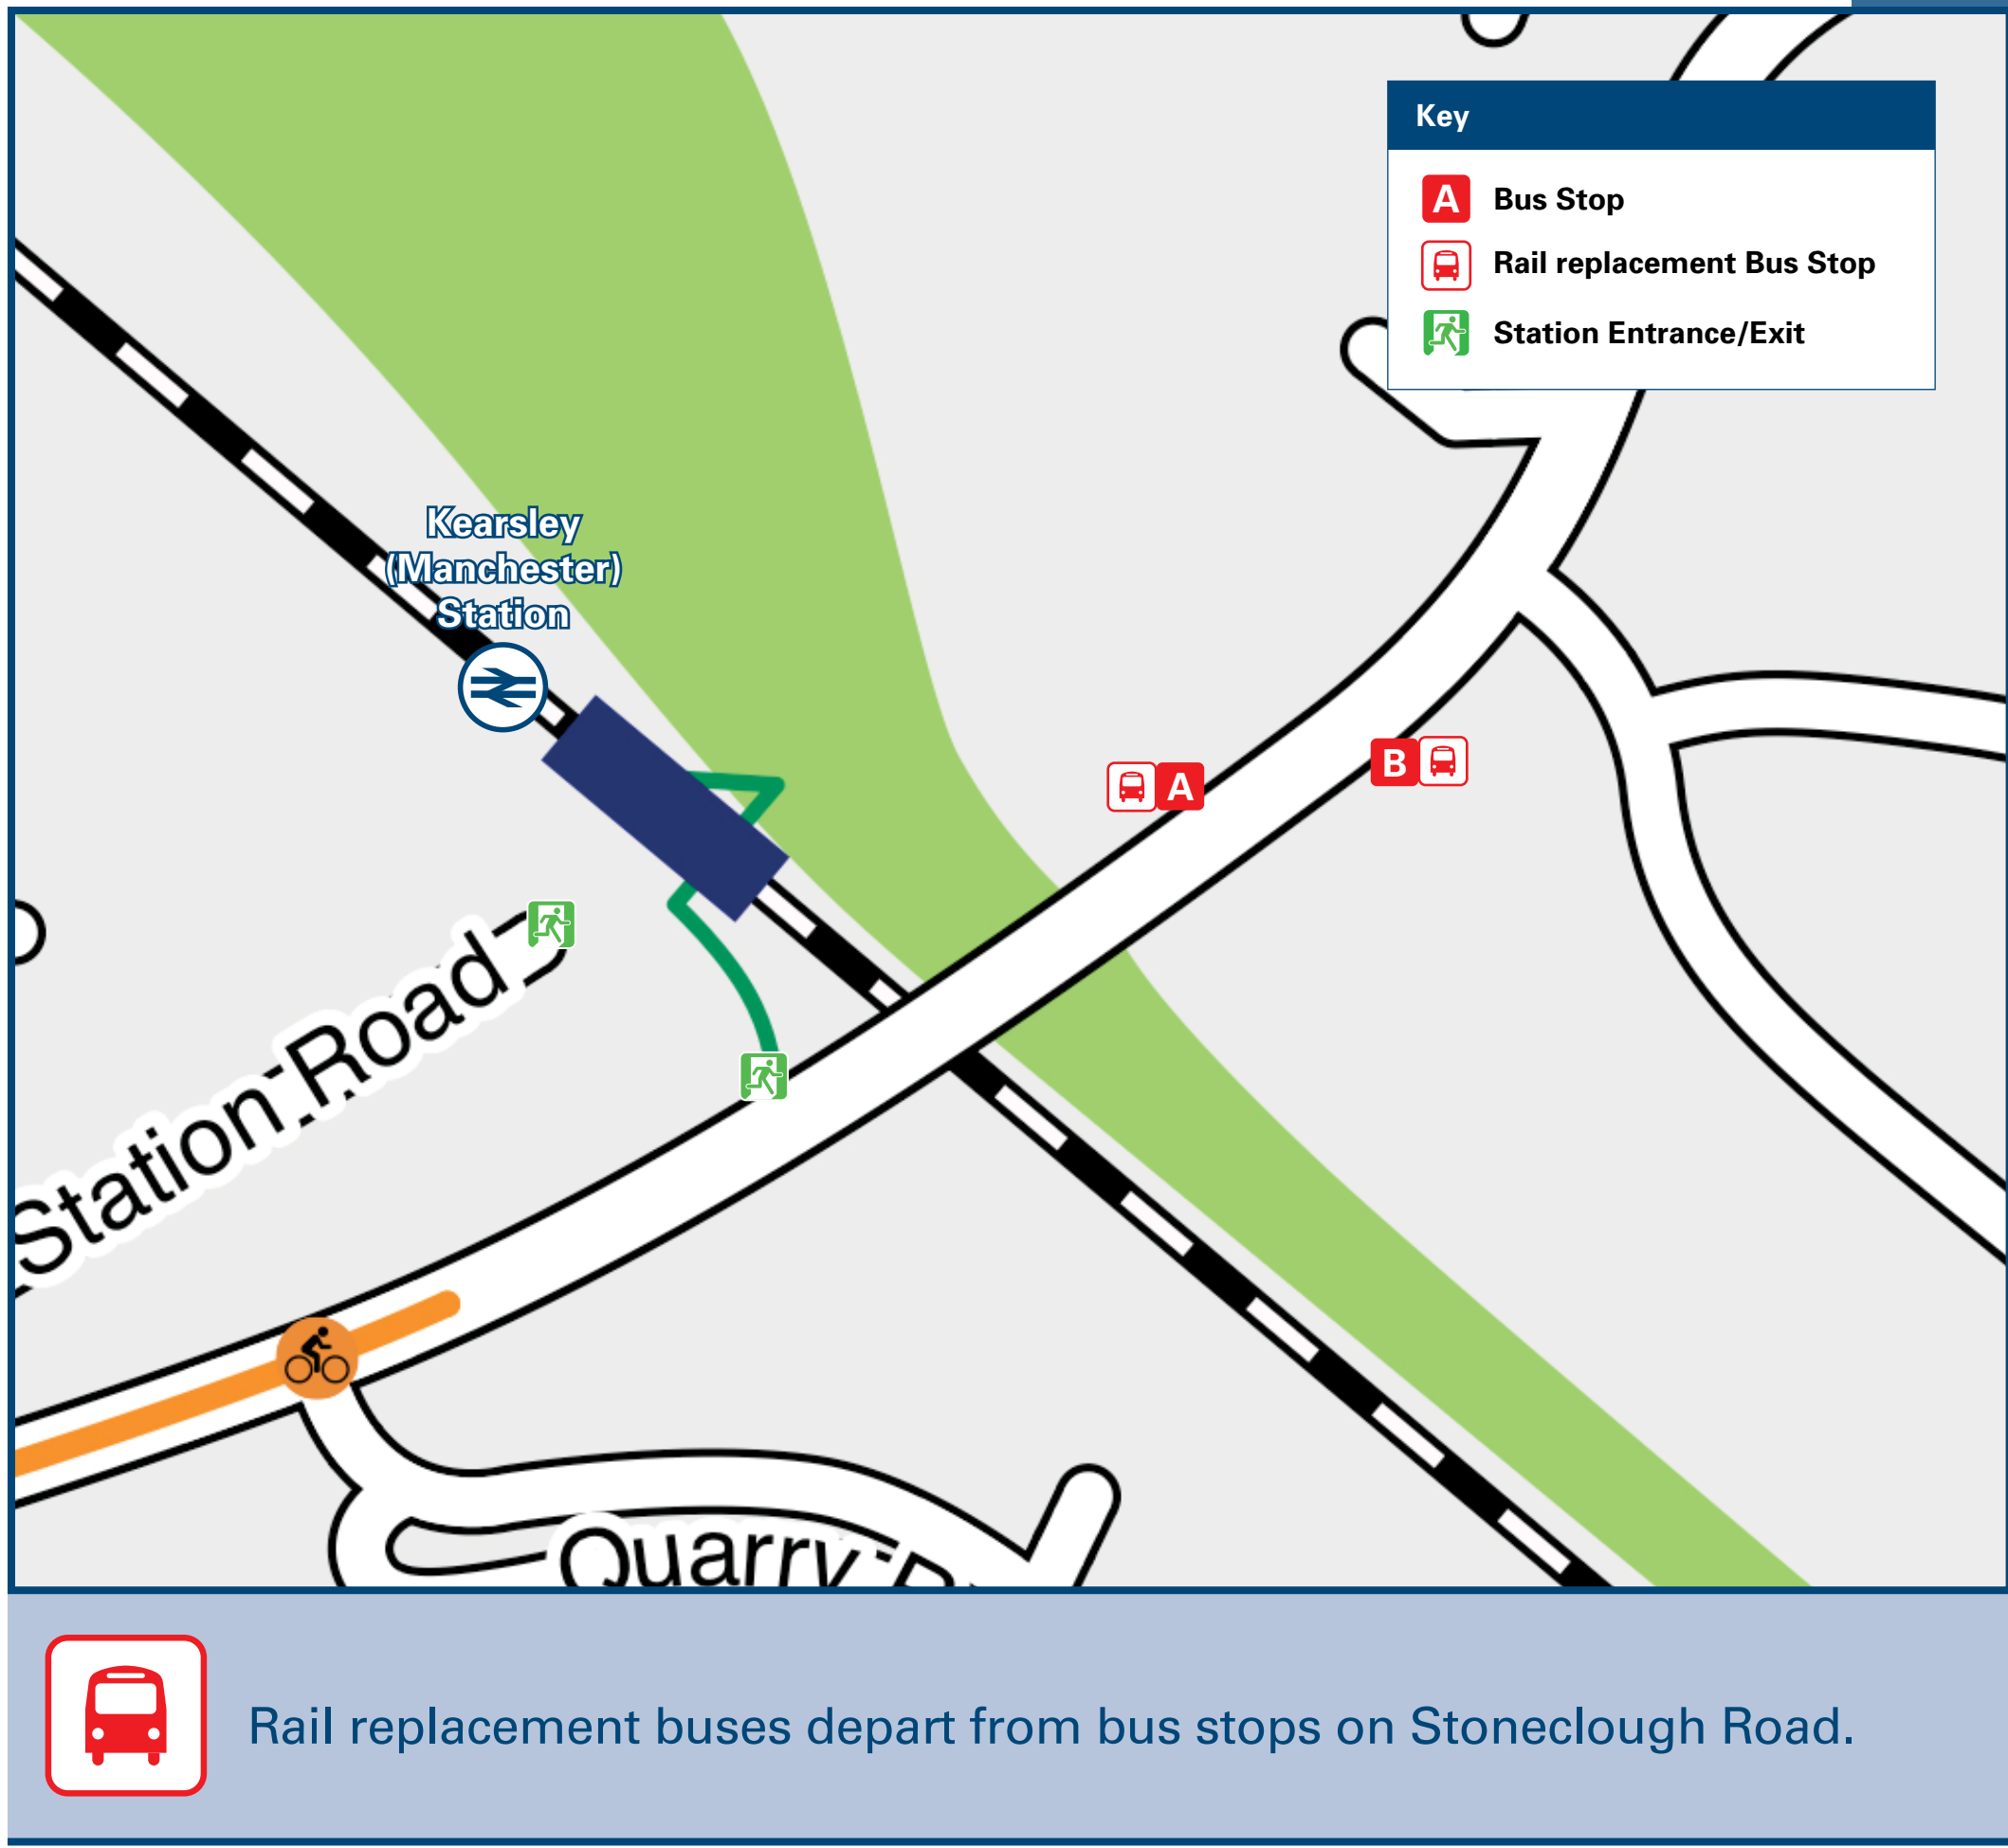 Key
A Bus Stop
Rail replacement Bus Stop
Station Entrance/Exit
Kearsley
(Manchester)
Station
A
B
Station Road
Quarry
Rail replacement buses depart from bus stops on Stoneclough Road.